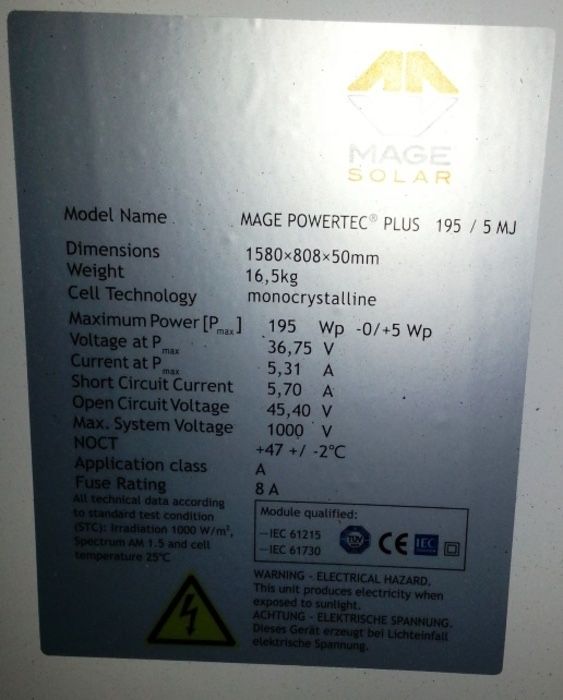 MAGE
SOLAR
Model Name MAGE POWERTEC® PLUS 195 / 5 MJ
Dimensions 1580×808×50mm
Weight 16,5kg
Cell Technology monocrystalline
Maximum Power [Pmax] 195 Wp -0/+5 Wp
Voltage at Pmax 36,75 V
Current at Pmax 5,31 A
Short Circuit Current 5,70 A
Open Circuit Voltage 45,40 V
Max. System Voltage 1000 V
NOCT +47 +/ -2°C
Application class A
Fuse Rating 8 A
All technical data according
to standard test condition
(STC): Irradiation 1000 W/m²,
Spectrum AM 1.5 and cell
temperature 25°C
Module qualified:
—IEC 61215
—IEC 61730
TÜV
CE
IEC
WARNING - ELECTRICAL HAZARD.
This unit produces electricity when
exposed to sunlight.
ACHTUNG - ELEKTRISCHE SPANNUNG.
Dieses Gerät erzeugt bei Lichteinfall
elektrische Spannung.